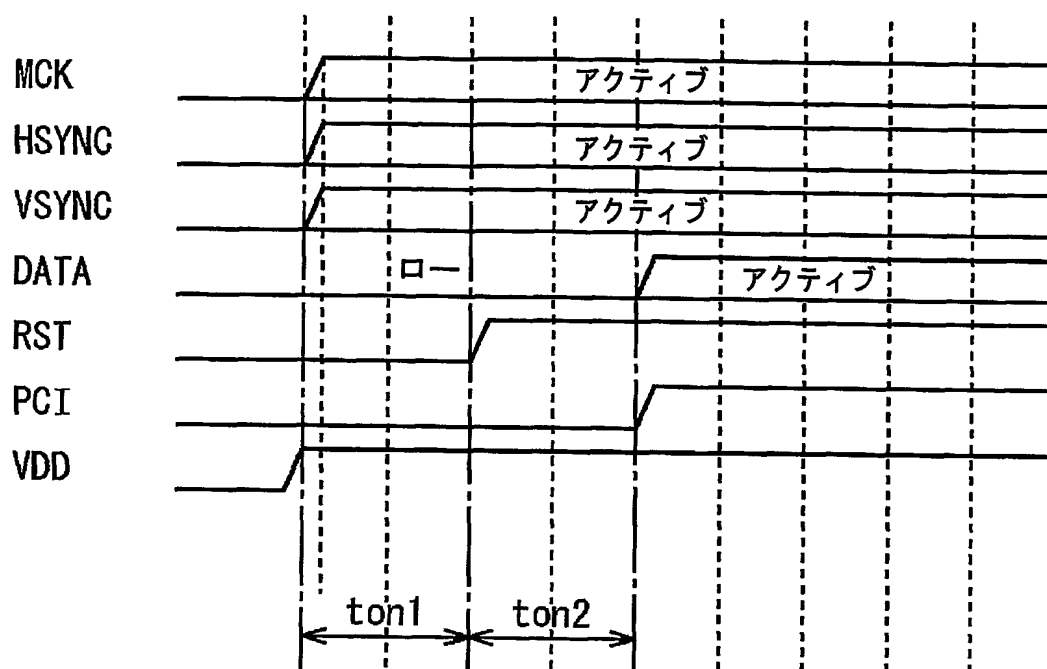 MCK アクティブ
HSYNC アクティブ
VSYNC アクティブ
DATA ロー アクティブ
RST
PCI
VDD
ton1 ton2